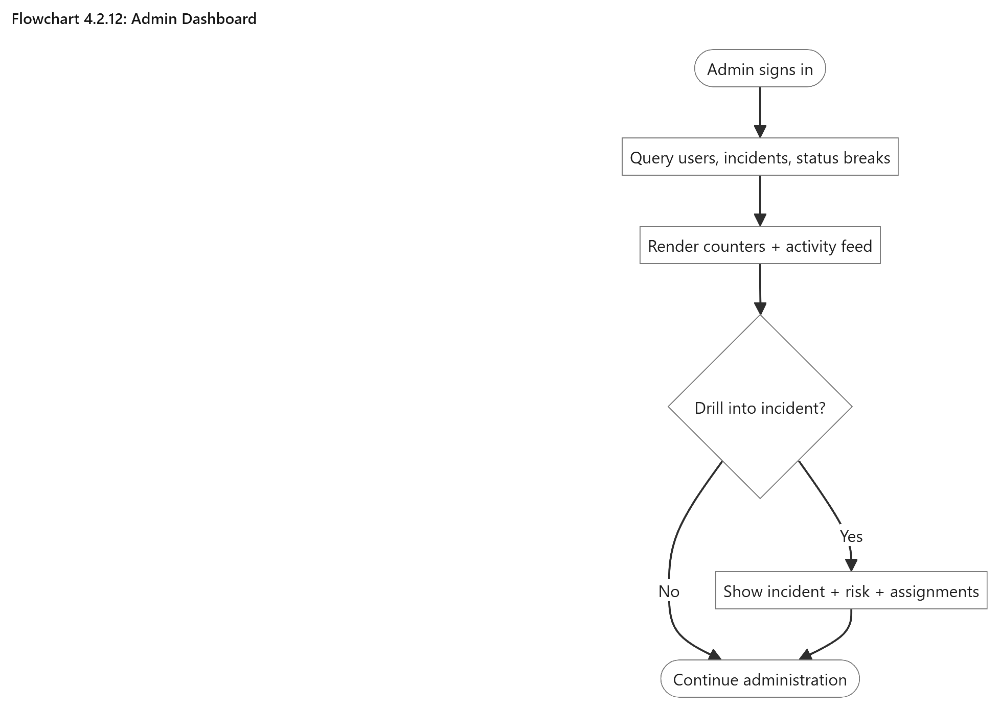 Flowchart 4.2.12: Admin Dashboard
Admin signs in
Query users, incidents, status breaks
Render counters + activity feed
Drill into incident?
Yes
No
Show incident + risk + assignments
Continue administration